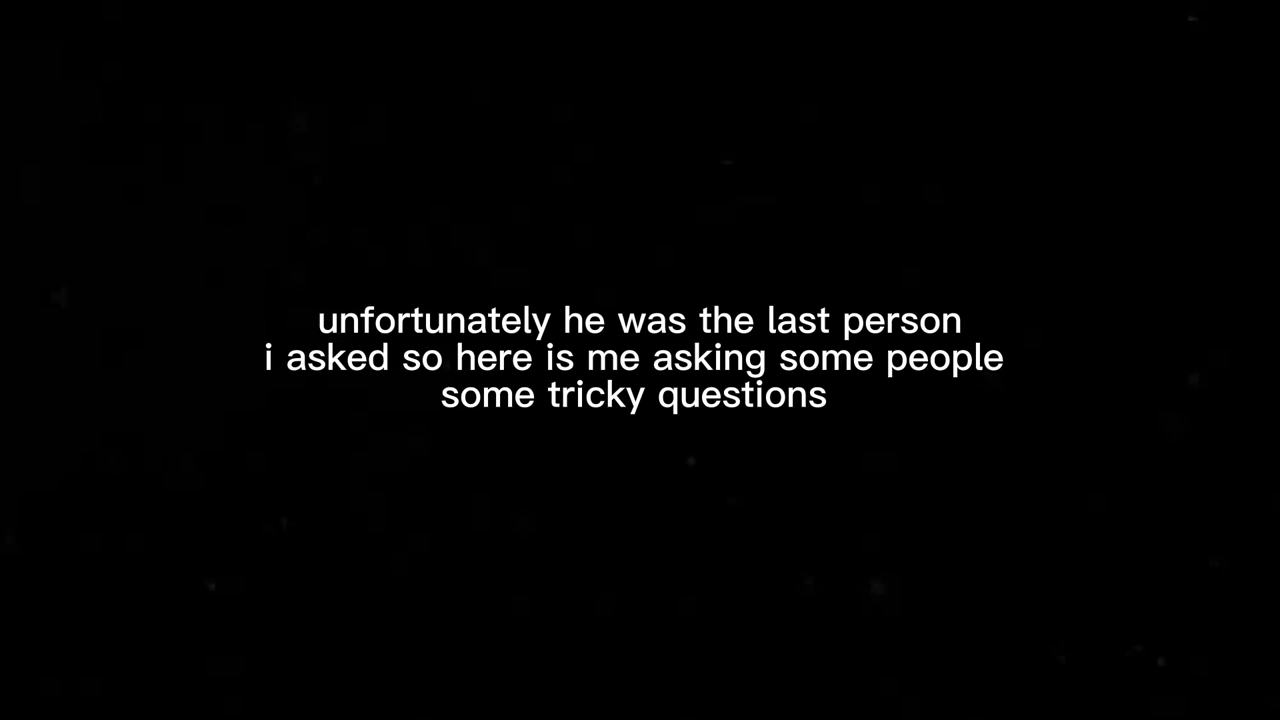 unfortunately he was the last person
i asked so here is me asking some people
some tricky questions